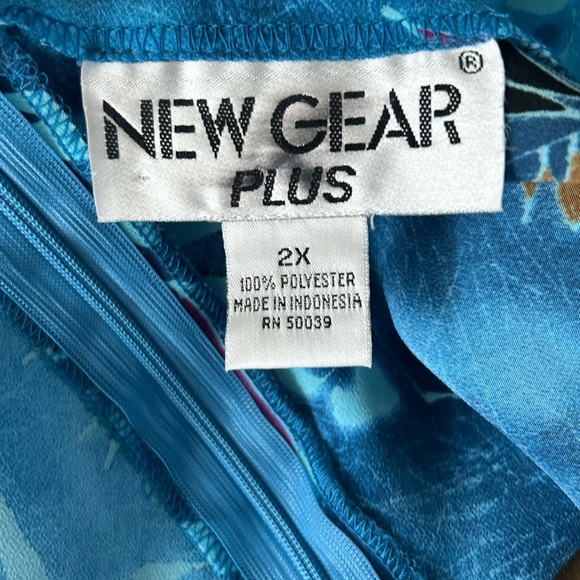 NEW GEAR®
PLUS
2X
100% POLYESTER
MADE IN INDONESIA
RN 50039